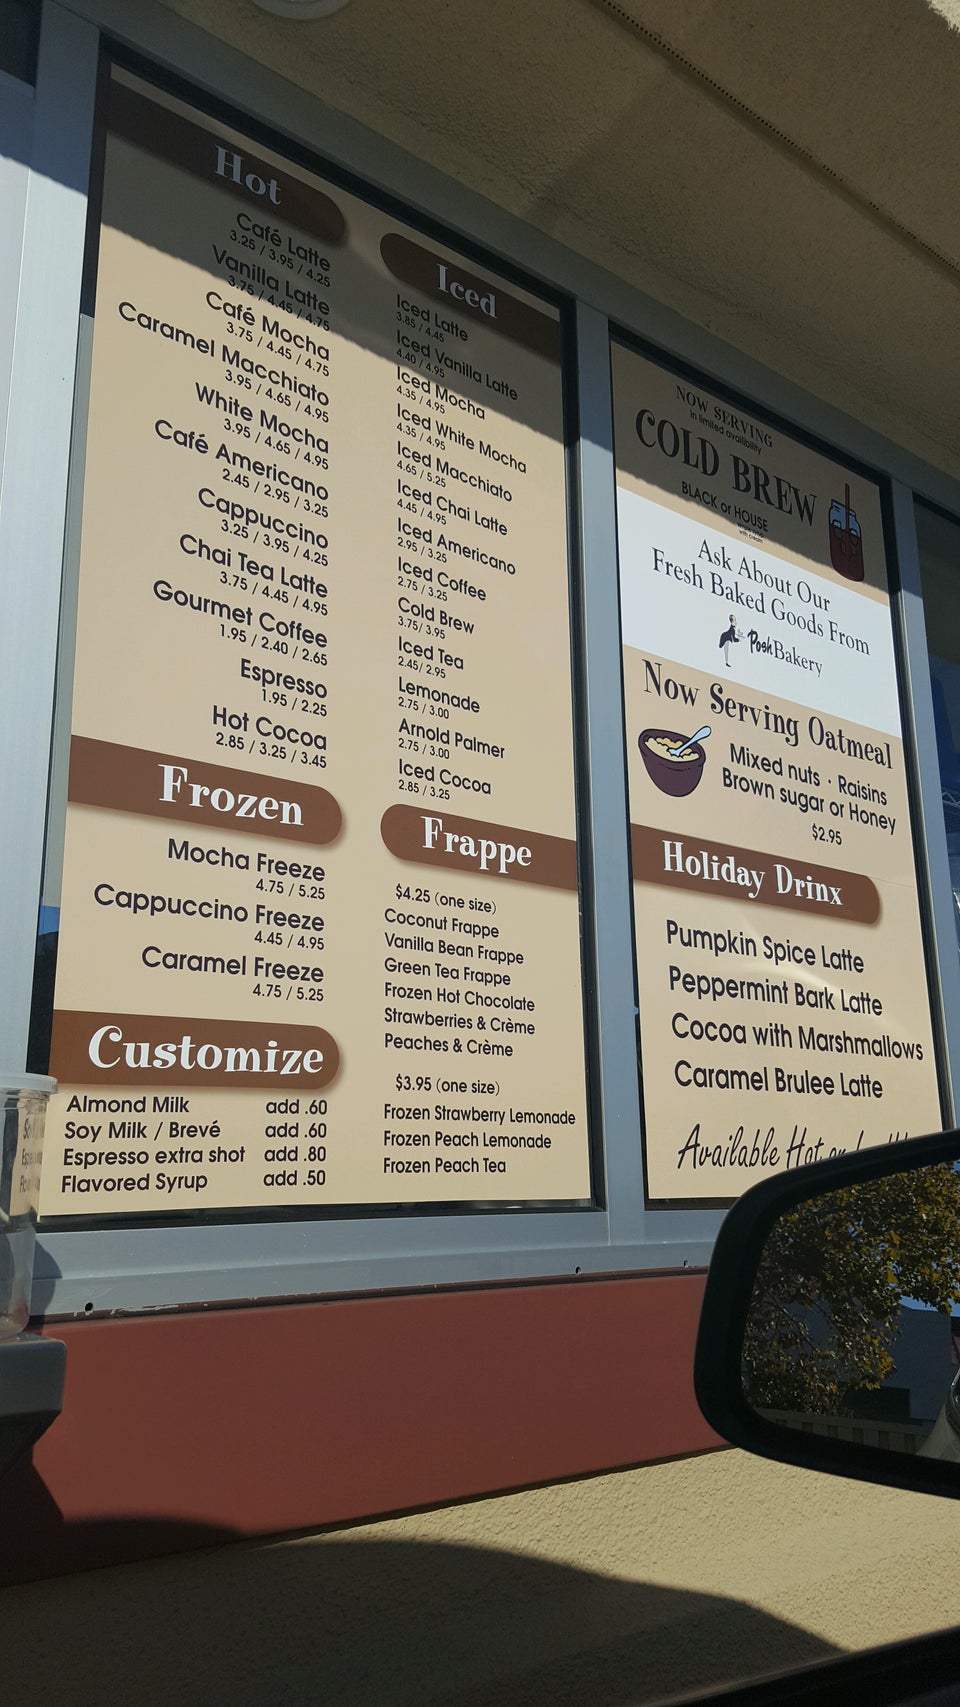 Hot
Café Latte
3.25 / 3.95 / 4.25
Vanilla Latte
3.75 / 4.45 / 4.75
Café Mocha
3.75 / 4.45 / 4.75
Caramel Macchiato
3.95 / 4.65 / 4.95
White Mocha
3.95 / 4.65 / 4.95
Café Americano
2.45 / 2.95 / 3.25
Cappuccino
3.25 / 3.95 / 4.25
Chai Tea Latte
3.75 / 4.45 / 4.95
Gourmet Coffee
1.95 / 2.40 / 2.65
Espresso
1.95 / 2.25
Hot Cocoa
2.85 / 3.25 / 3.45
Frozen
Mocha Freeze
4.75 / 5.25
Cappuccino Freeze
4.45 / 4.95
Caramel Freeze
4.75 / 5.25
Customize
Almond Milk add .60
Soy Milk / Brevé add .60
Espresso extra shot add .80
Flavored Syrup add .50
Iced
Iced Latte
3.85 / 4.45
Iced Vanilla Latte
4.40 / 4.95
Iced Mocha
4.35 / 4.95
Iced White Mocha
4.35 / 4.95
Iced Macchiato
4.65 / 5.25
Iced Chai Latte
4.45 / 4.95
Iced Americano
2.95 / 3.25
Iced Coffee
2.75 / 3.25
Cold Brew
3.75/ 3.95
Iced Tea
2.45/ 2.95
Lemonade
2.75 / 3.00
Arnold Palmer
2.75 / 3.00
Iced Cocoa
2.85 / 3.25
Frappe
$4.25 (one size)
Coconut Frappe
Vanilla Bean Frappe
Green Tea Frappe
Frozen Hot Chocolate
Strawberries & Crème
Peaches & Crème
$3.95 (one size)
Frozen Strawberry Lemonade
Frozen Peach Lemonade
Frozen Peach Tea
NOW SERVING
in limited availibility
COLD BREW
BLACK or HOUSE
with cream
Ask About Our
Fresh Baked Goods From
Posh Bakery
Now Serving Oatmeal
Mixed nuts · Raisins
Brown sugar or Honey
$2.95
Holiday Drinx
Pumpkin Spice Latte
Peppermint Bark Latte
Cocoa with Marshmallows
Caramel Brulee Latte
Available Hot